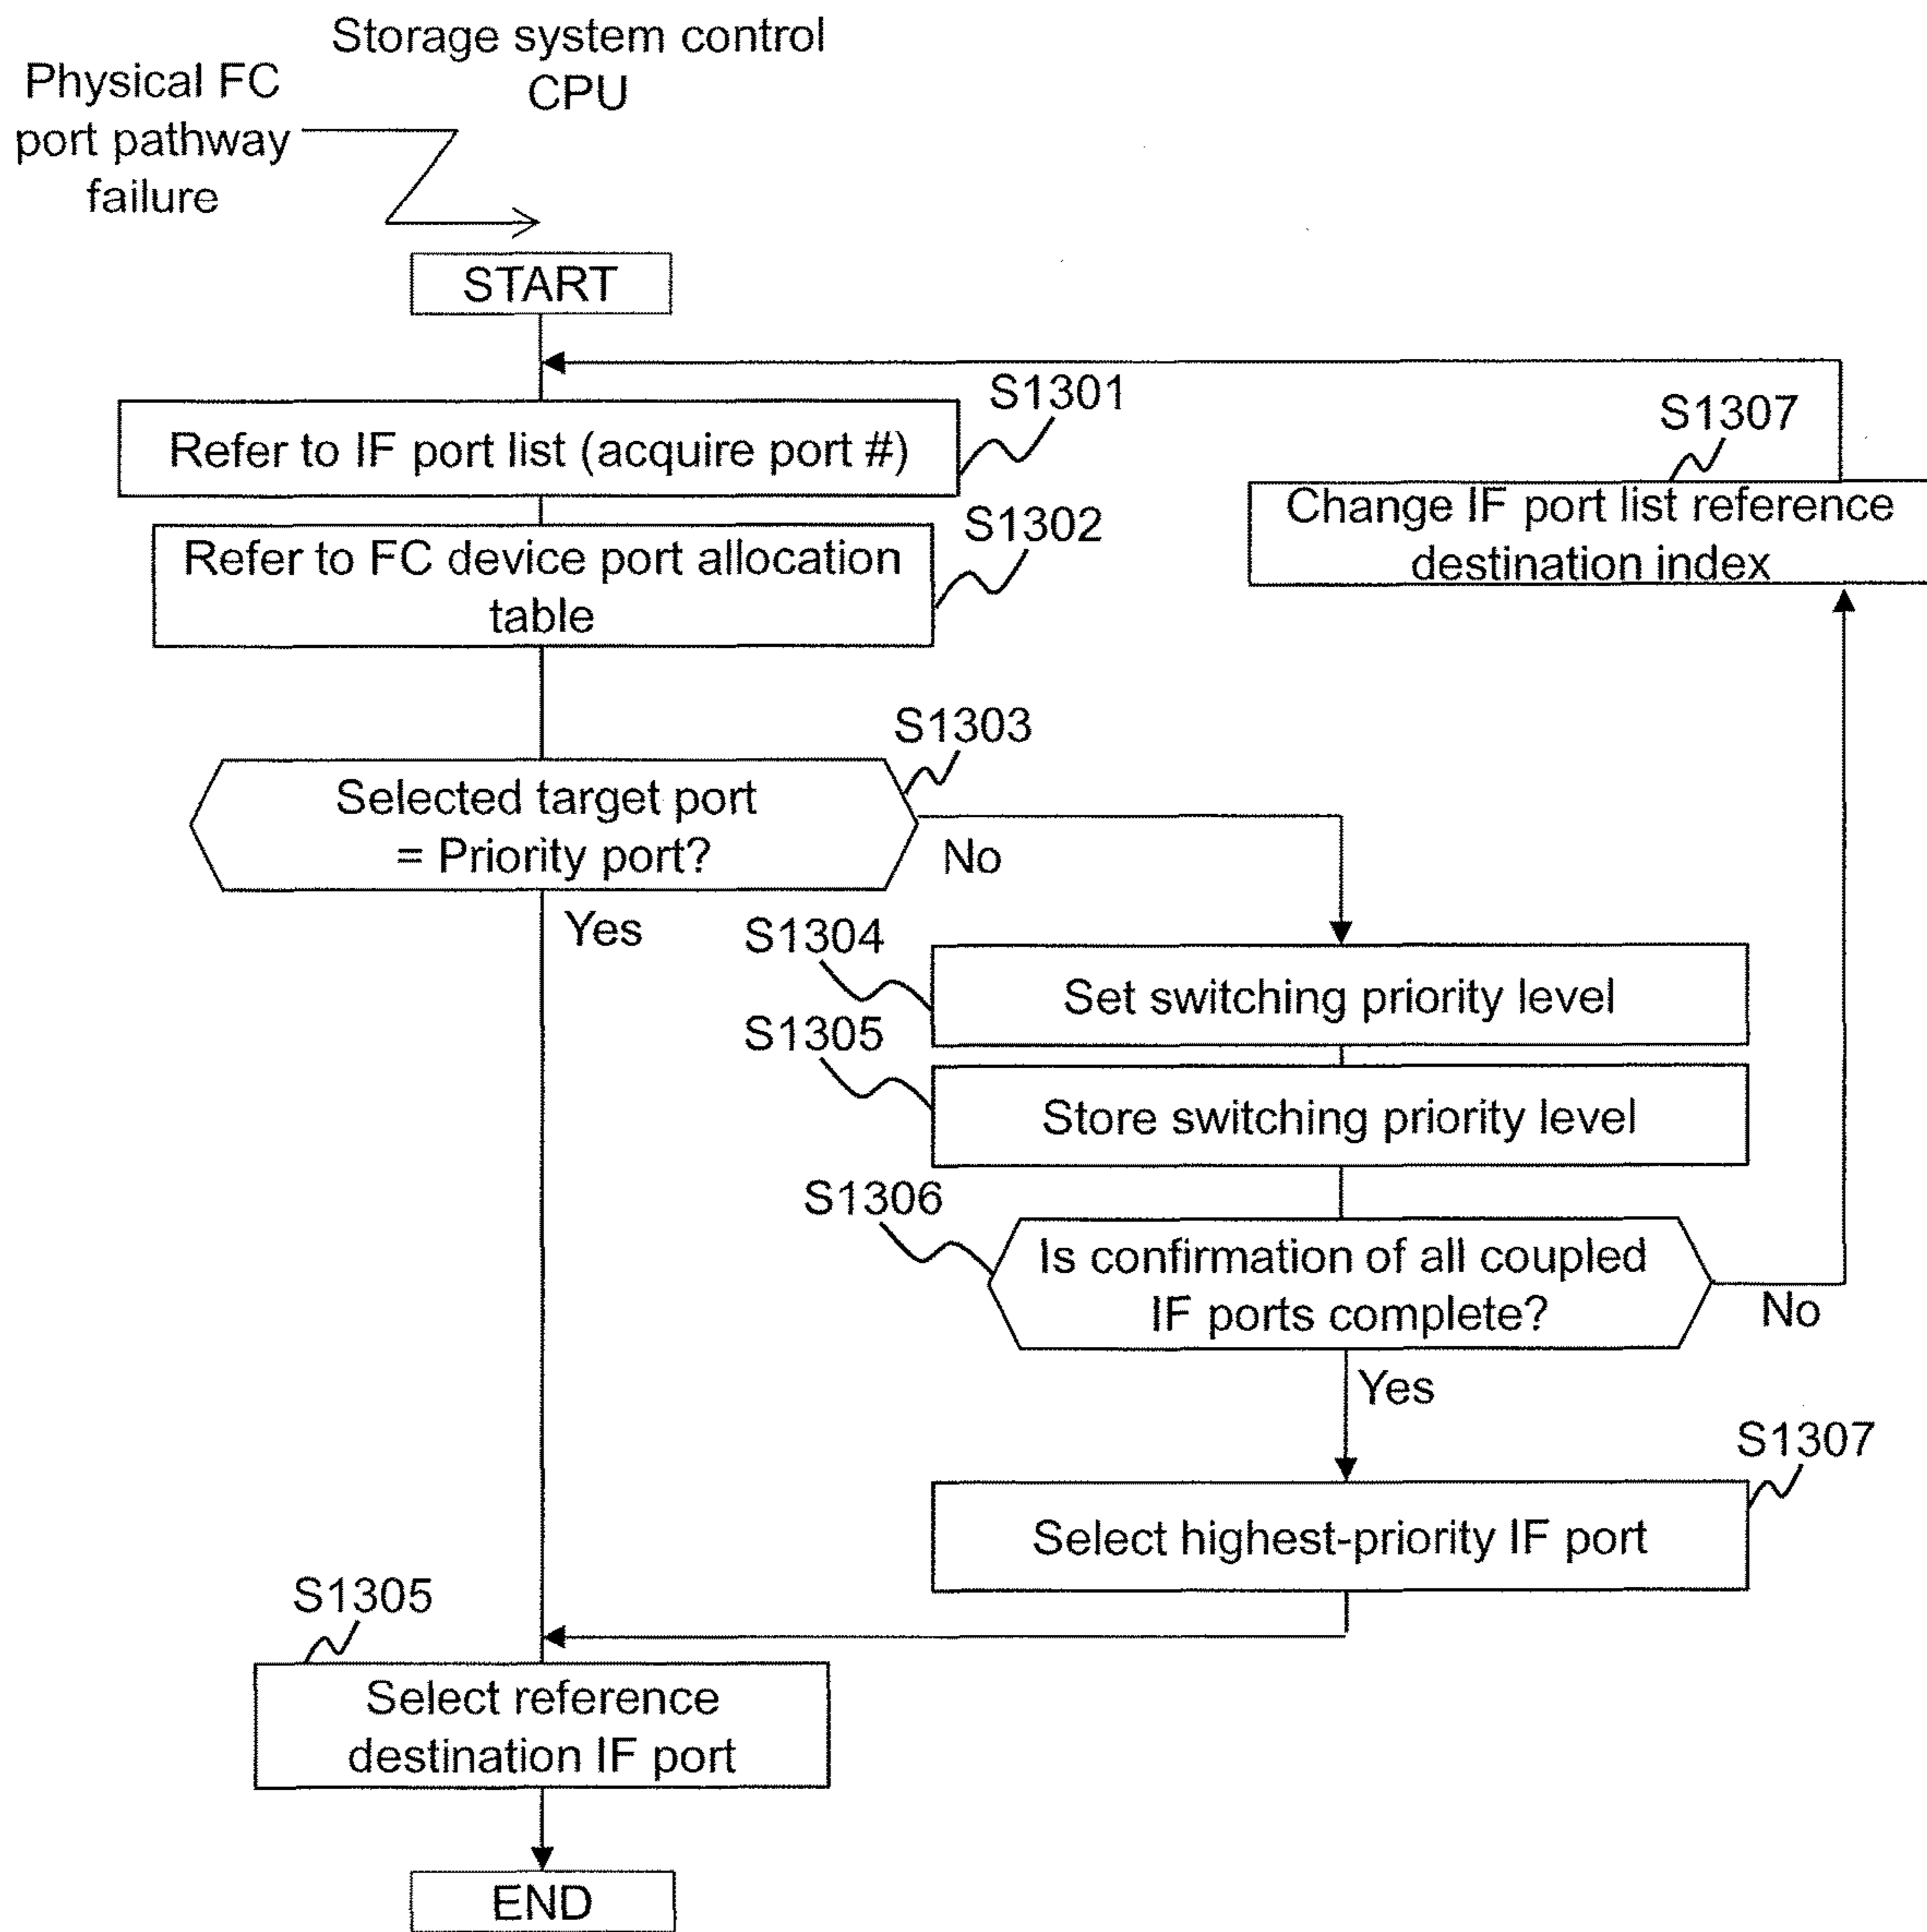 Storage system control
CPU
Physical FC
port pathway
failure
START
S1301
Refer to IF port list (acquire port #)
S1307
Change IF port list reference
destination index
S1302
Refer to FC device port allocation
table
S1303
Selected target port
= Priority port?
No
Yes
S1304
Set switching priority level
S1305
Store switching priority level
S1306
Is confirmation of all coupled
IF ports complete?
No
Yes
S1307
Select highest-priority IF port
S1305
Select reference
destination IF port
END